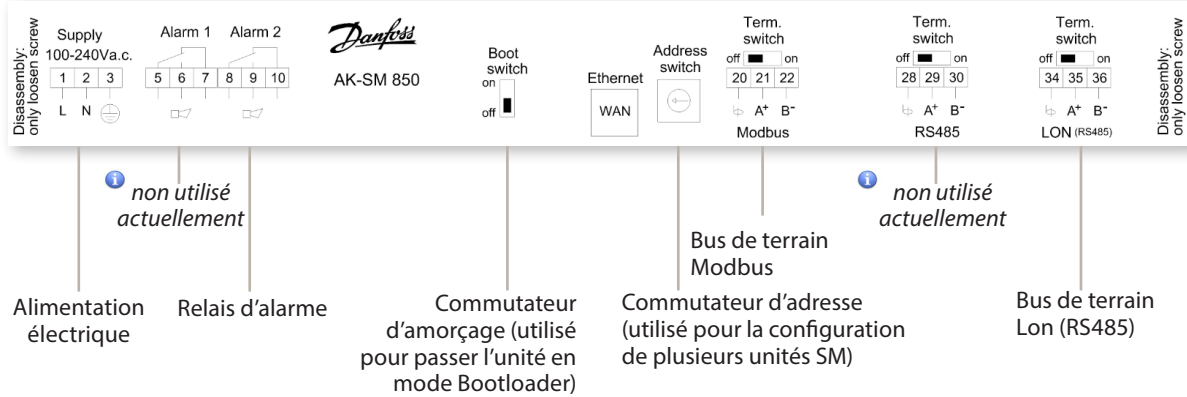 Disassembly:
only loosen screw
Supply
100-240Va.c.
1 2 3
L N
Alarm 1
Alarm 2
5 6 7 8 9 10
Danfoss
AK-SM 850
Boot
switch
on
off
Ethernet
WAN
Address
switch
Term.
switch
off on
20 21 22
A+ B-
Modbus
Term.
switch
off on
28 29 30
A+ B-
RS485
Term.
switch
off on
34 35 36
A+ B-
LON (RS485)
Disassembly:
only loosen screw
i
non utilisé
actuellement
i
non utilisé
actuellement
Alimentation
électrique
Relais d’alarme
Commutateur
d’amorçage (utilisé
pour passer l’unité en
mode Bootloader)
Bus de terrain
Modbus
Commutateur d’adresse
(utilisé pour la configuration
de plusieurs unités SM)
Bus de terrain
Lon (RS485)